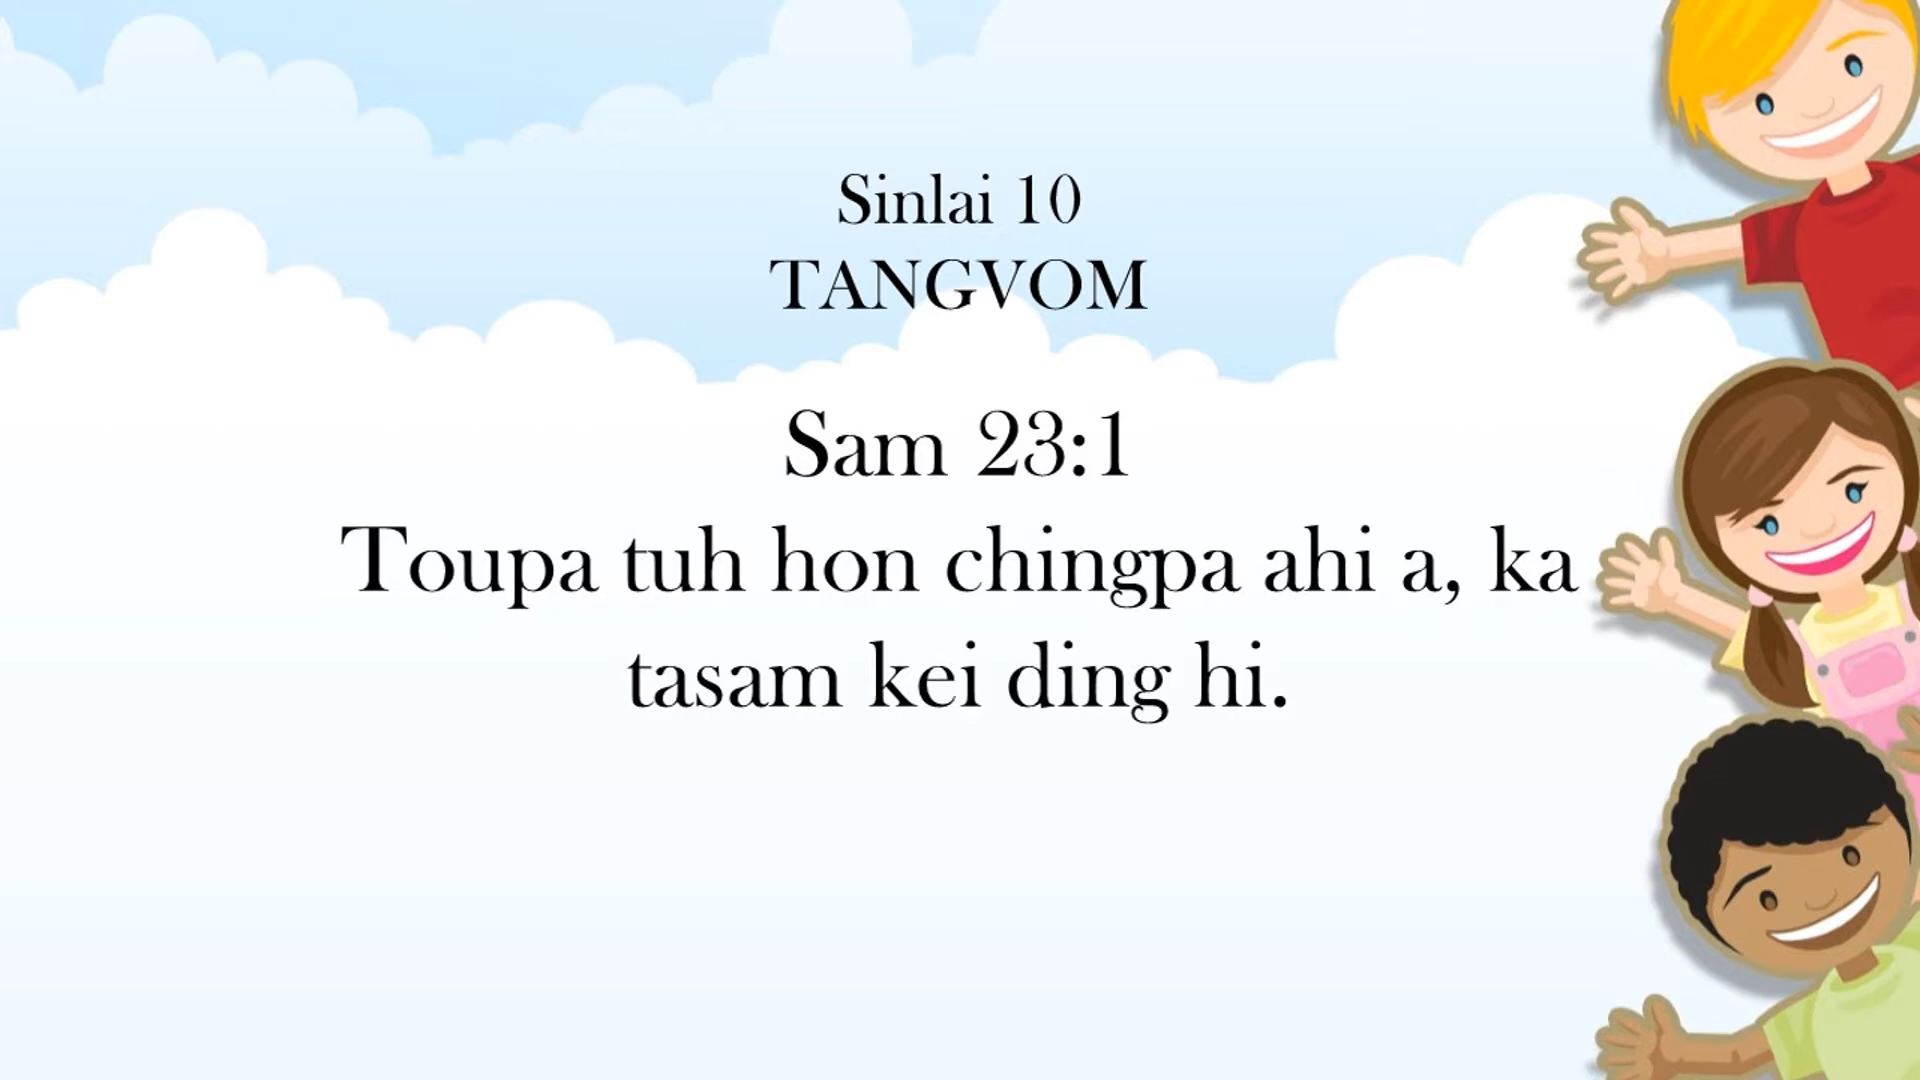 Sinlai 10
TANGVOM
Sam 23:1
Toupa tuh hon chingpa ahi a, ka
tasam kei ding hi.